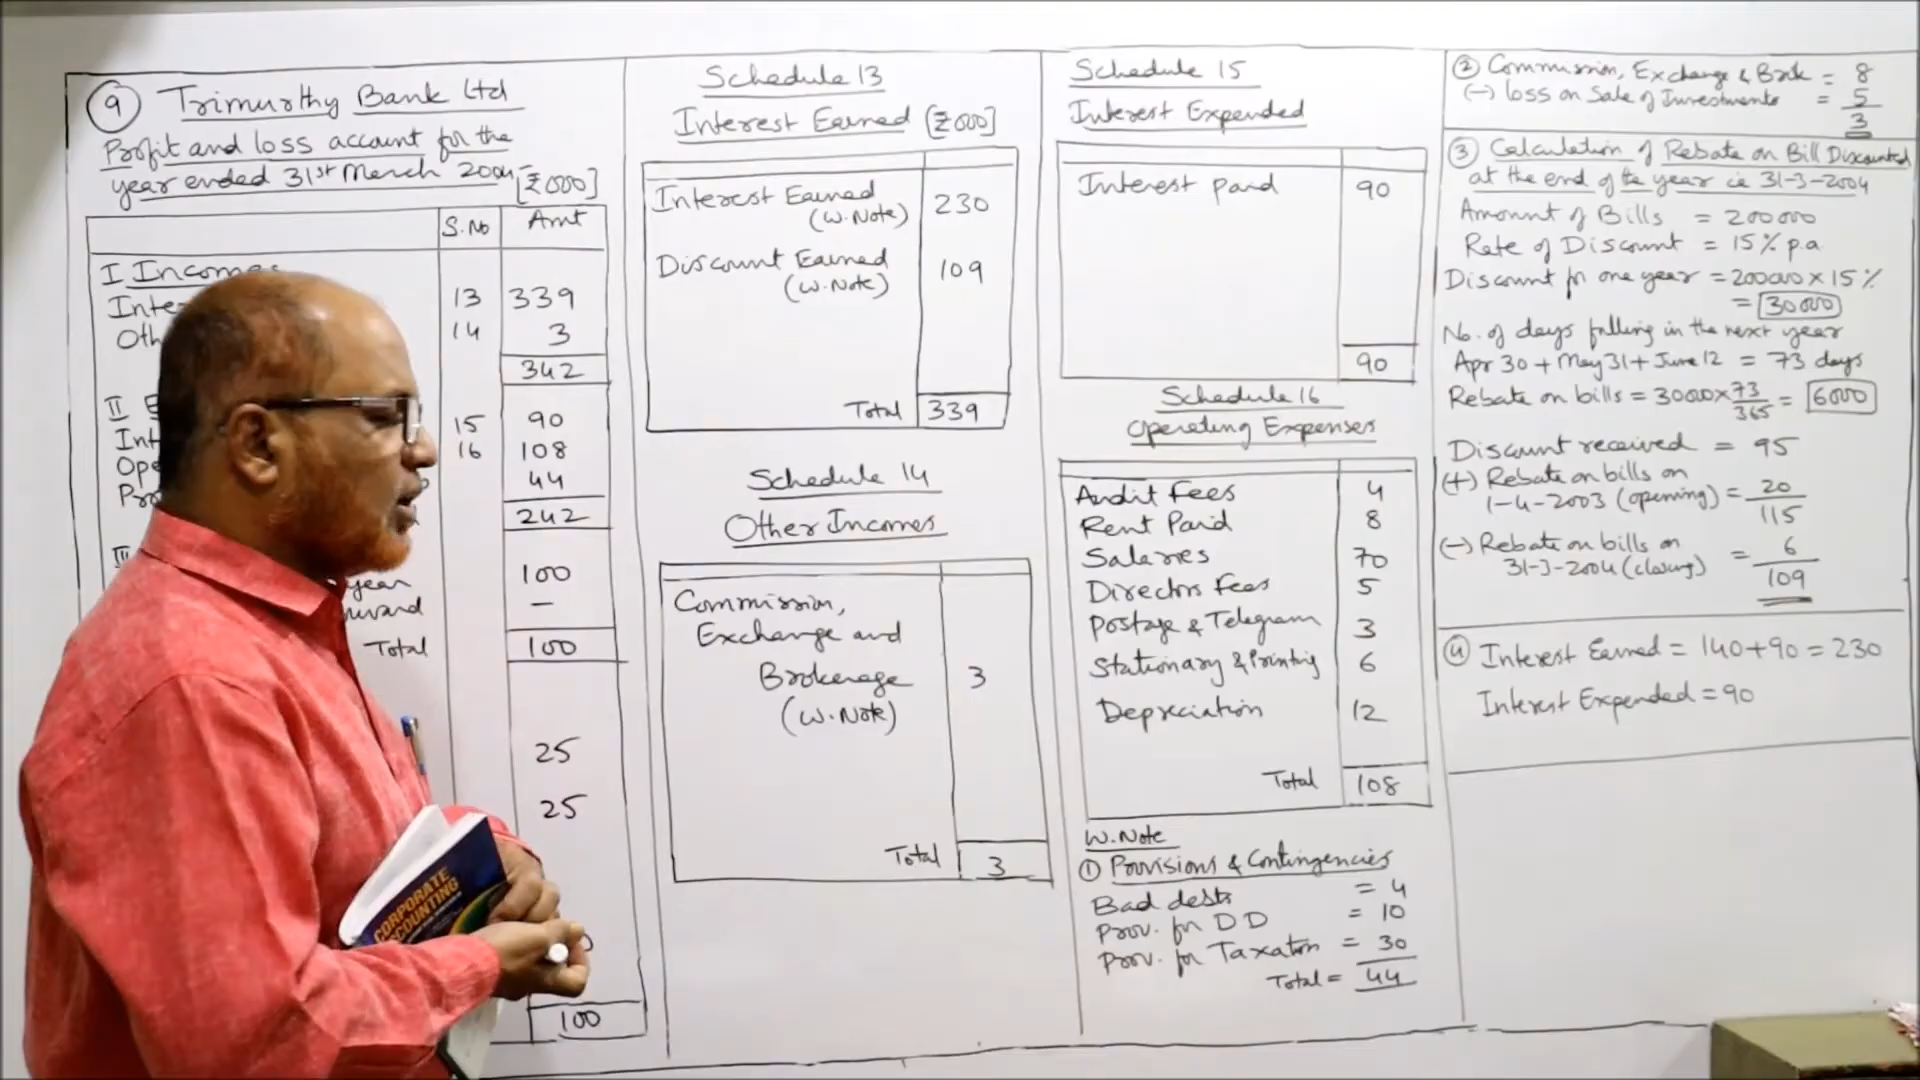 9 Trimurthy Bank Ltd
Profit and loss account for the
year ended 31st March 2004 [₹000]
S.No Amt
I Incomes
Inte 13 339
Oth 14 3
342
II E
Int 15 90
Ope 16 108
Pro 44
242
III
year 100
rward —
Total 100
25
25
100
Schedule 13
Interest Earned [₹000]
Interest Earned 230
(W.Note)
Discount Earned 109
(W.Note)
Total 339
Schedule 14
Other Incomes
Commission,
Exchange and
Brokerage 3
(W.Note)
Total 3
CORPORATE
ACCOUNTING
Schedule 15
Interest Expended
Interest paid 90
90
Schedule 16
Operating Expenses
Audit Fees 4
Rent Paid 8
Salaries 70
Directors Fees 5
Postage & Telegram 3
Stationary & Printing 6
Depreciation 12
Total 108
W.Note
① Provisions & Contingencies
Bad debts = 4
Prov. for D D = 10
Prov. for Taxation = 30
Total = 44
② Commission, Exchange & Brok = 8
(-) loss on Sale of Investments = 5
3
③ Calculation of Rebate on Bill Discounted
at the end of the year ie 31-3-2004
Amount of Bills = 200000
Rate of Discount = 15% p.a
Discount for one year = 200000 × 15%
= 30000
No. of days falling in the next year
Apr 30 + May 31 + June 12 = 73 days
Rebate on bills = 30000 × 73/365 = 6000
Discount received = 95
(+) Rebate on bills on
1-4-2003 (opening) = 20
115
(-) Rebate on bills on
31-3-2004 (closing) = 6
109
④ Interest Earned = 140+90 = 230
Interest Expended = 90